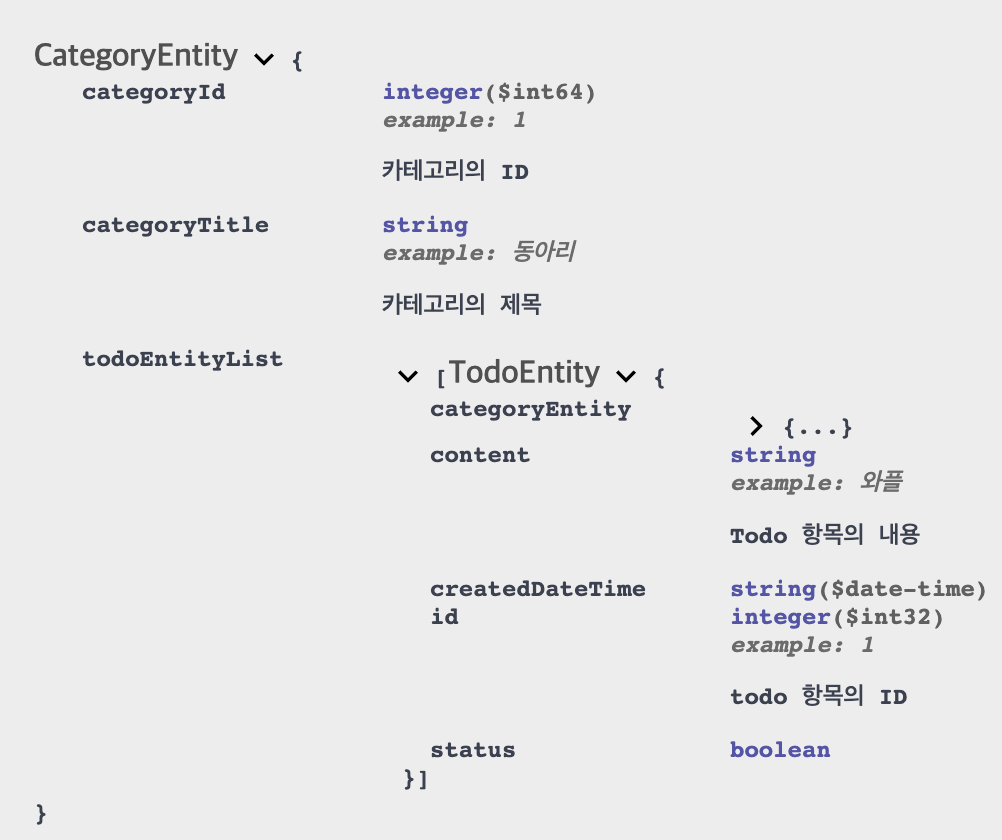 CategoryEntity {
categoryId integer($int64)
example: 1
카테고리의 ID
categoryTitle string
example: 동아리
카테고리의 제목
todoEntityList
[TodoEntity {
categoryEntity
{...}
content string
example: 와플
Todo 항목의 내용
createdDateTime string($date-time)
id integer($int32)
example: 1
todo 항목의 ID
status boolean
}]
}